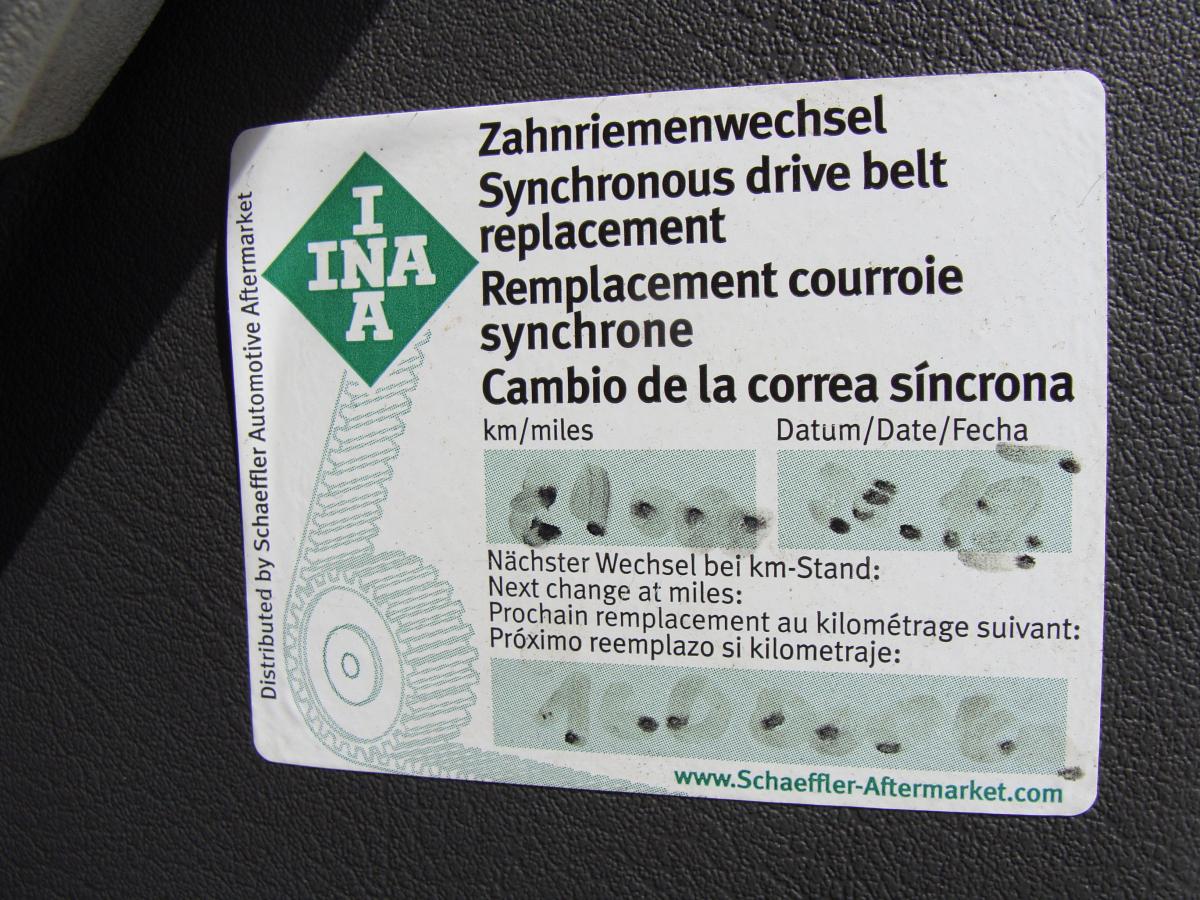 INA
INA
Distributed by Schaeffler Automotive Aftermarket
Zahnriemenwechsel
Synchronous drive belt
replacement
Remplacement courroie
synchrone
Cambio de la correa síncrona
km/miles
Datum/Date/Fecha
Nächster Wechsel bei km-Stand:
Next change at miles:
Prochain remplacement au kilométrage suivant:
Próximo reemplazo si kilometraje:
www.Schaeffler-Aftermarket.com